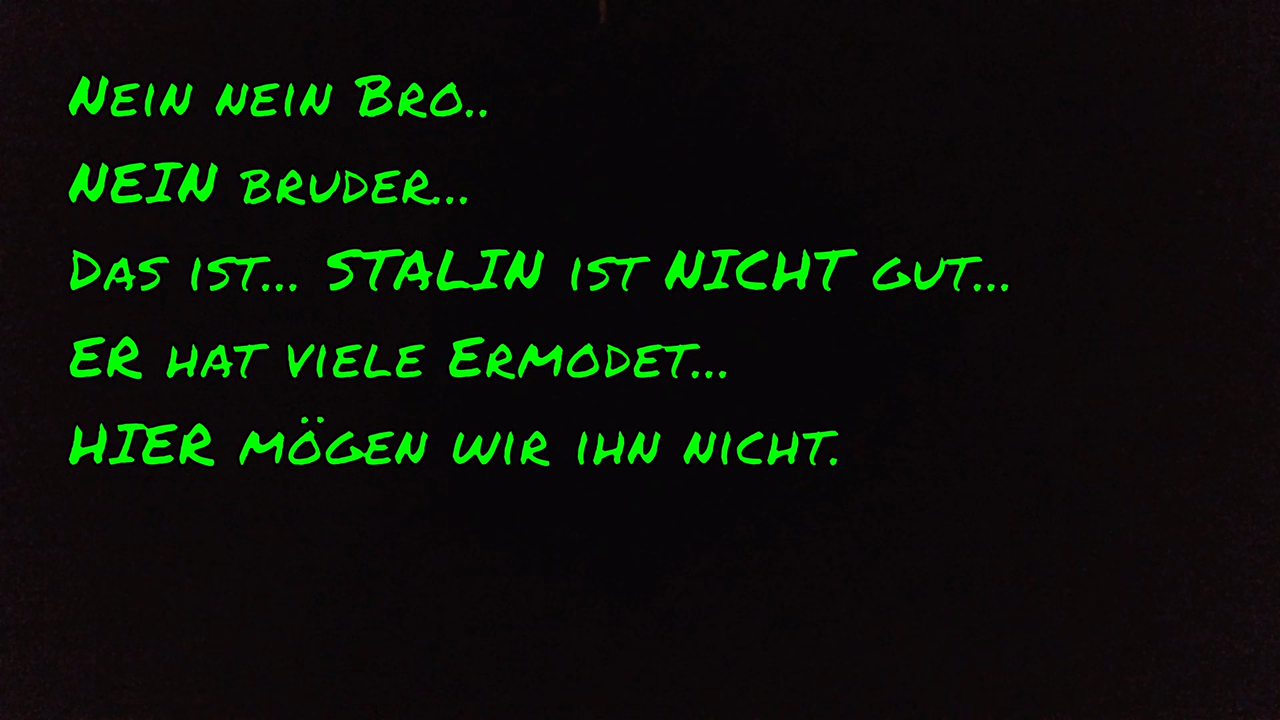 Nein nein Bro..
NEIN bruder...
Das ist... STALIN ist NICHT gut...
ER hat viele Ermodet...
HIER mögen wir ihn nicht.